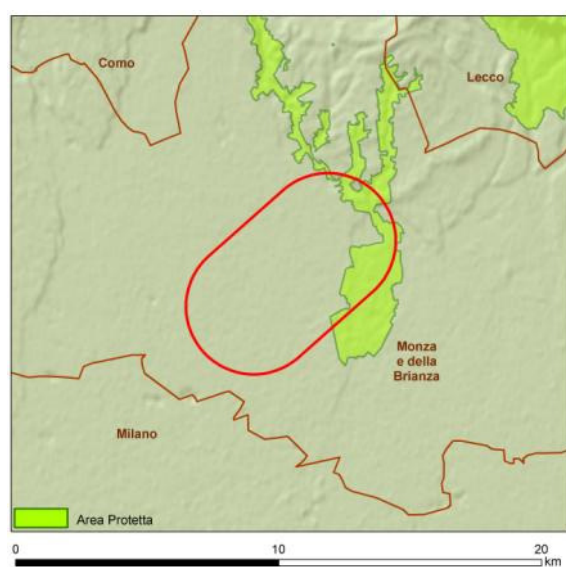 Como
Lecco
Monza
e della
Brianza
Milano
Area Protetta
0 10 20
km